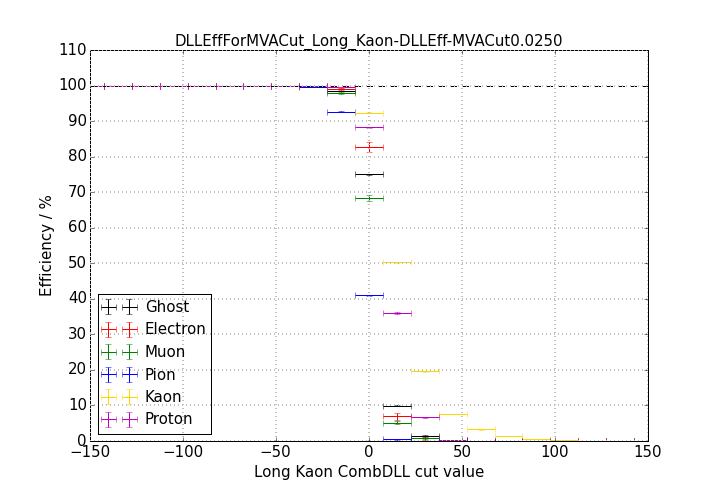 DLLEffForMVACut_Long_Kaon-DLLEff-MVACut0.0250
110
100
90
80
70
60
50
40
30
20
10
0
Efficiency / %
Ghost
Electron
Muon
Pion
Kaon
Proton
−150 −100 −50 0 50 100 150
Long Kaon CombDLL cut value